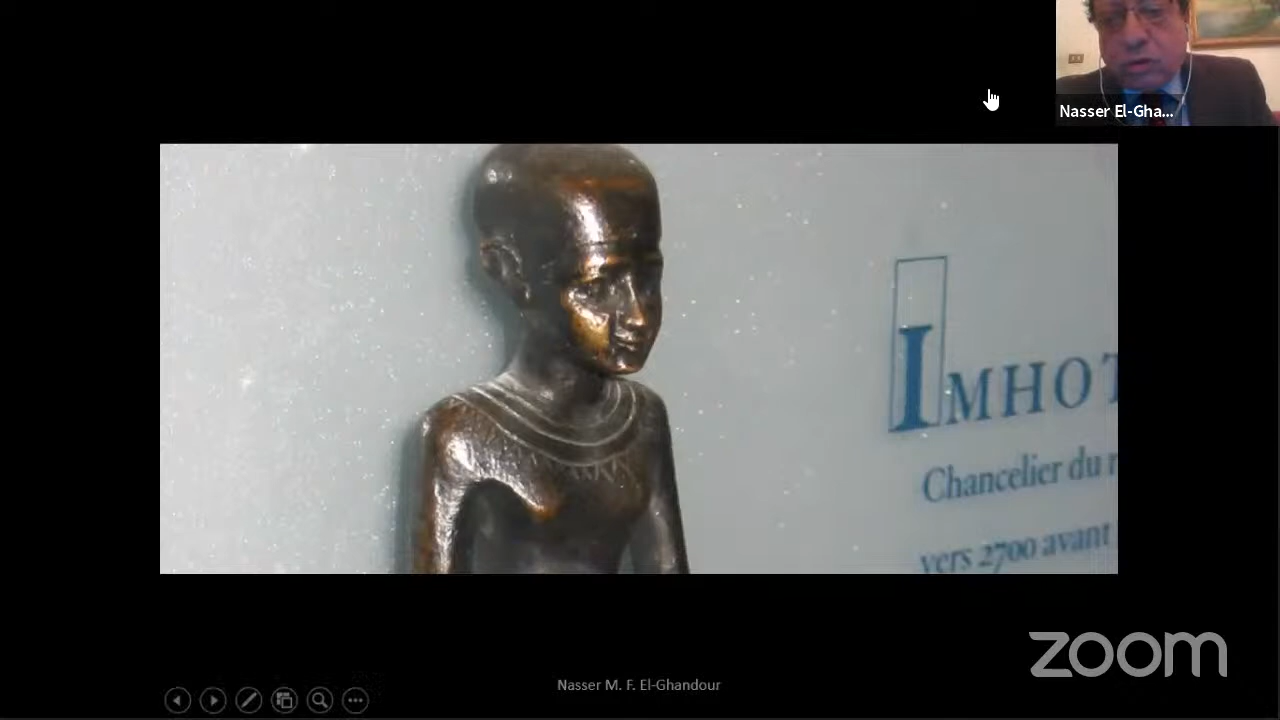 Nasser El-Gha...
IMHOT
Chancelier du r
vers 2700 avant
zoom
Nasser M. F. El-Ghandour